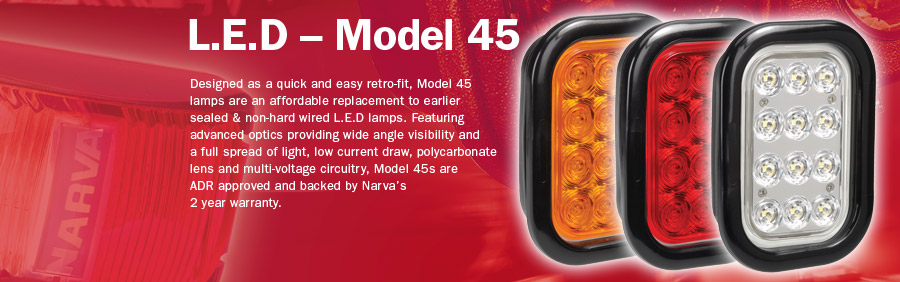 L.E.D – Model 45
Designed as a quick and easy retro-fit, Model 45
lamps are an affordable replacement to earlier
sealed & non-hard wired L.E.D lamps. Featuring
advanced optics providing wide angle visibility and
a full spread of light, low current draw, polycarbonate
lens and multi-voltage circuitry, Model 45s are
ADR approved and backed by Narva's
2 year warranty.
NARVA